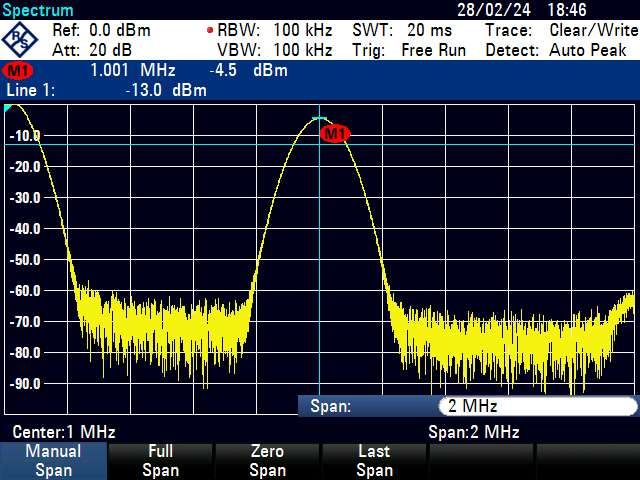 Spectrum 28/02/24 18:46
R&S Ref: 0.0 dBm RBW: 100 kHz SWT: 20 ms Trace: Clear/Write
Att: 20 dB VBW: 100 kHz Trig: Free Run Detect: Auto Peak
M1 1.001 MHz -4.5 dBm
Line 1: -13.0 dBm
-10.0
M1
-20.0
-30.0
-40.0
-50.0
-60.0
-70.0
-80.0
-90.0
Span: 2 MHz
Center:1 MHz Span:2 MHz
Manual Span
Full Span
Zero Span
Last Span